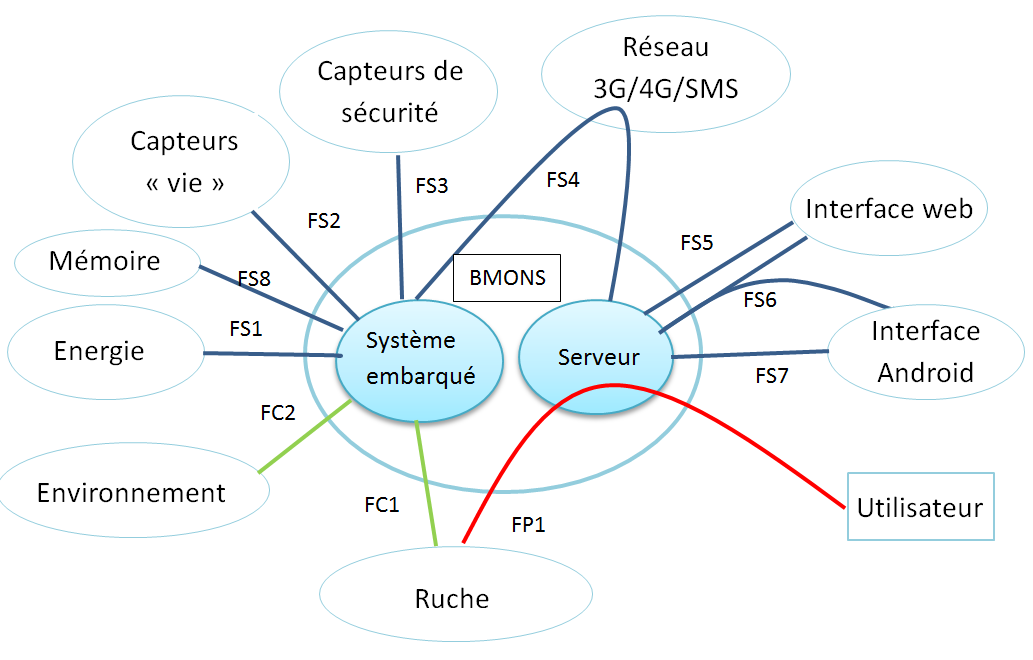 Réseau
3G/4G/SMS
Capteurs de
sécurité
Capteurs
« vie »
FS3
FS4
FS2
Interface web
FS5
Mémoire
FS8
BMONS
FS6
FS1
Energie
Système
embarqué
Serveur
Interface
Android
FS7
FC2
Environnement
FC1
FP1
Utilisateur
Ruche